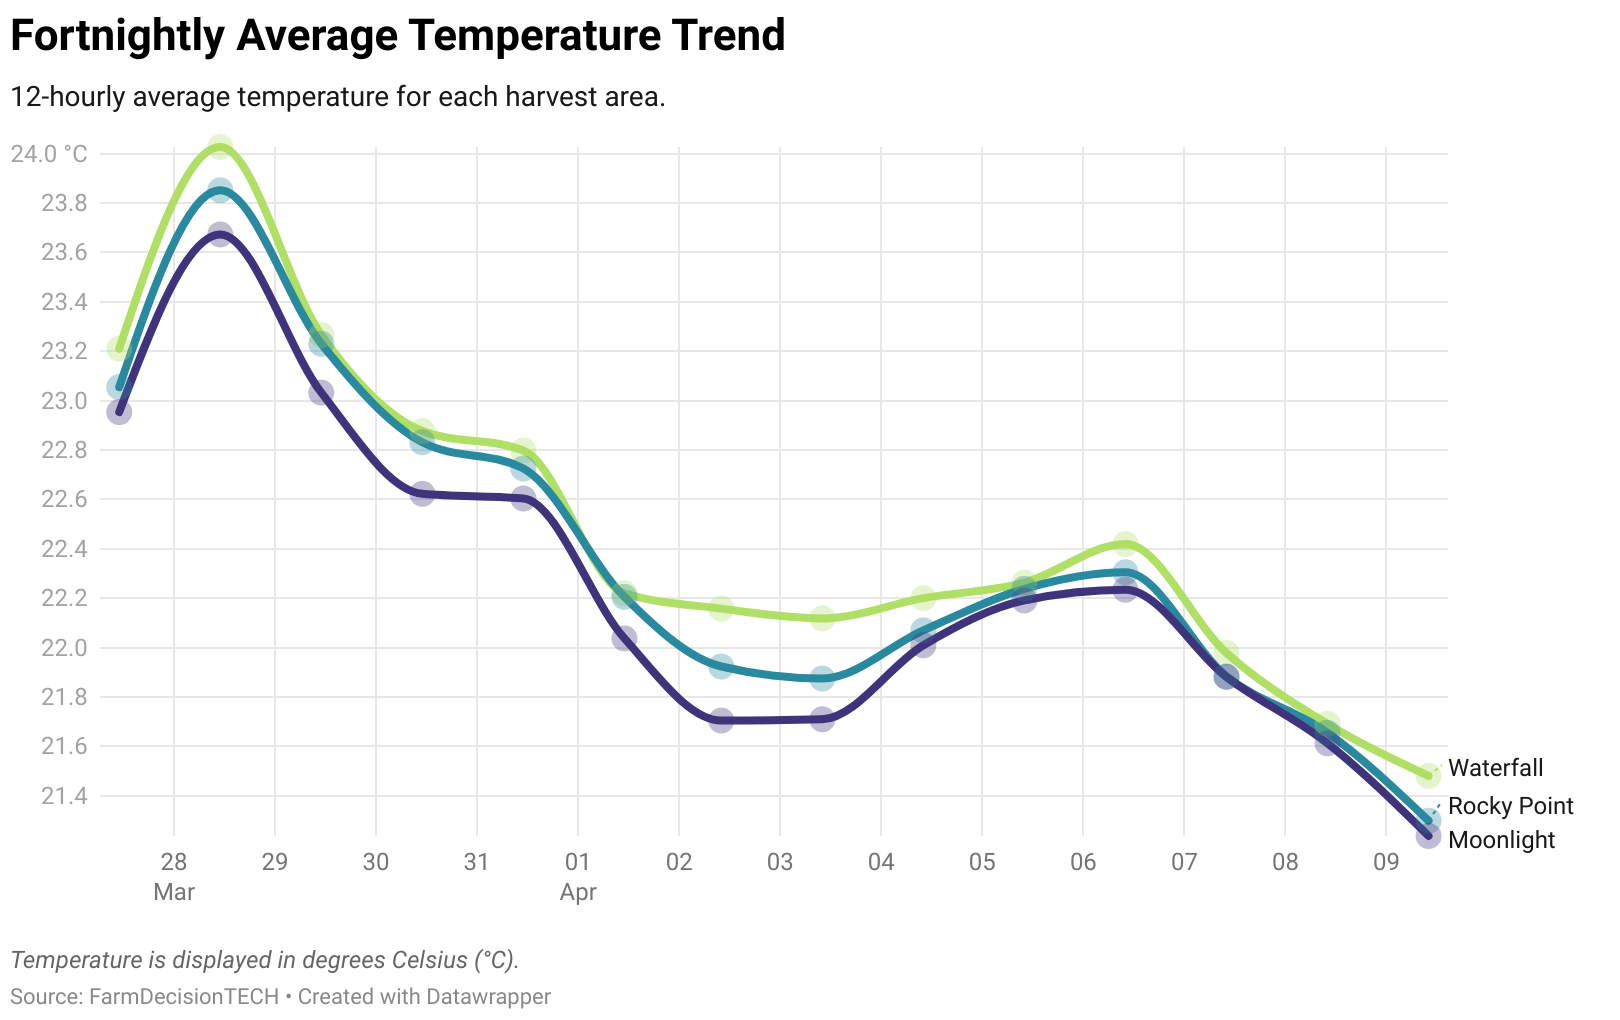 Fortnightly Average Temperature Trend
12-hourly average temperature for each harvest area.
24.0 °C
23.8
23.6
23.4
23.2
23.0
22.8
22.6
22.4
22.2
22.0
21.8
21.6
21.4
Waterfall
Rocky Point
Moonlight
28 29 30 31 01 02 03 04 05 06 07 08 09
Mar Apr
Temperature is displayed in degrees Celsius (°C).
Source: FarmDecisionTECH • Created with Datawrapper